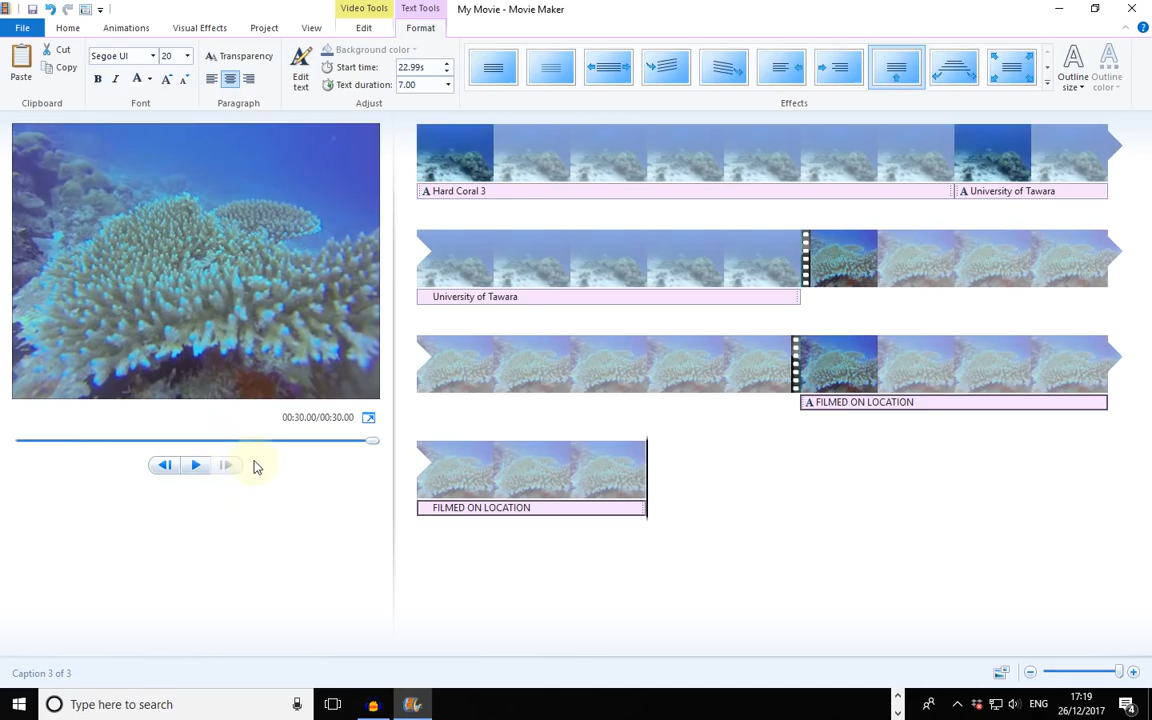 Video Tools Text Tools My Movie - Movie Maker
File Home Animations Visual Effects Project View Edit Format
Paste
Cut
Copy
Clipboard
Segoe UI 20
B I A A A
Font
Transparency
Paragraph
Edit text
Background color
Start time: 22.99s
Text duration: 7.00
Adjust
Effects
Outline size
Outline color
00:30.00/00:30.00
A Hard Coral 3
A University of Tawara
University of Tawara
A FILMED ON LOCATION
FILMED ON LOCATION
Caption 3 of 3
Type here to search
ENG
17:19
26/12/2017
4